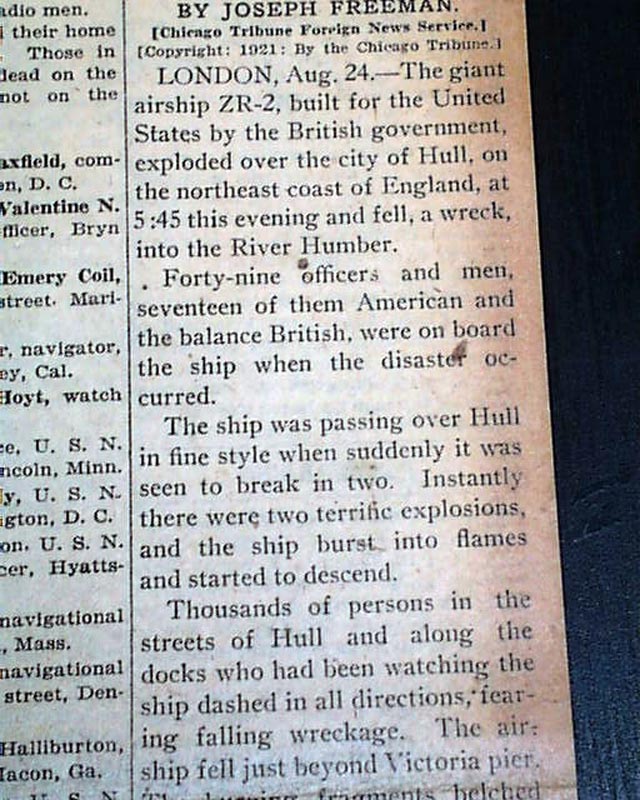 adio men.
their home
Those in
dead on the
not on the
axfield, com-
en, D. C.
Valentine N.
fficer, Bryn
Emery Coil,
street. Mari-
r, navigator,
ey, Cal.
Hoyt, watch
ee, U. S. N.
ncoln, Minn.
y, U. S. N.
gton, D. C.
on. U. S. N.
cer, Hyatts-
navigational
, Mass.
navigational
street, Den-
Halliburton,
Macon, Ga.
U. S. N.
BY JOSEPH FREEMAN.
[Chicago Tribune Foreign News Service.]
[Copyright: 1921: By the Chicago Tribune.]
LONDON, Aug. 24.—The giant
airship ZR-2, built for the United
States by the British government,
exploded over the city of Hull, on
the northeast coast of England, at
5:45 this evening and fell, a wreck,
into the River Humber.
Forty-nine officers and men,
seventeen of them American and
the balance British, were on board
the ship when the disaster oc-
curred.
The ship was passing over Hull
in fine style when suddenly it was
seen to break in two. Instantly
there were two terrific explosions,
and the ship burst into flames
and started to descend.
Thousands of persons in the
streets of Hull and along the
docks who had been watching the
ship dashed in all directions, fear-
ing falling wreckage. The air-
ship fell just beyond Victoria pier.
The burning fragments belched